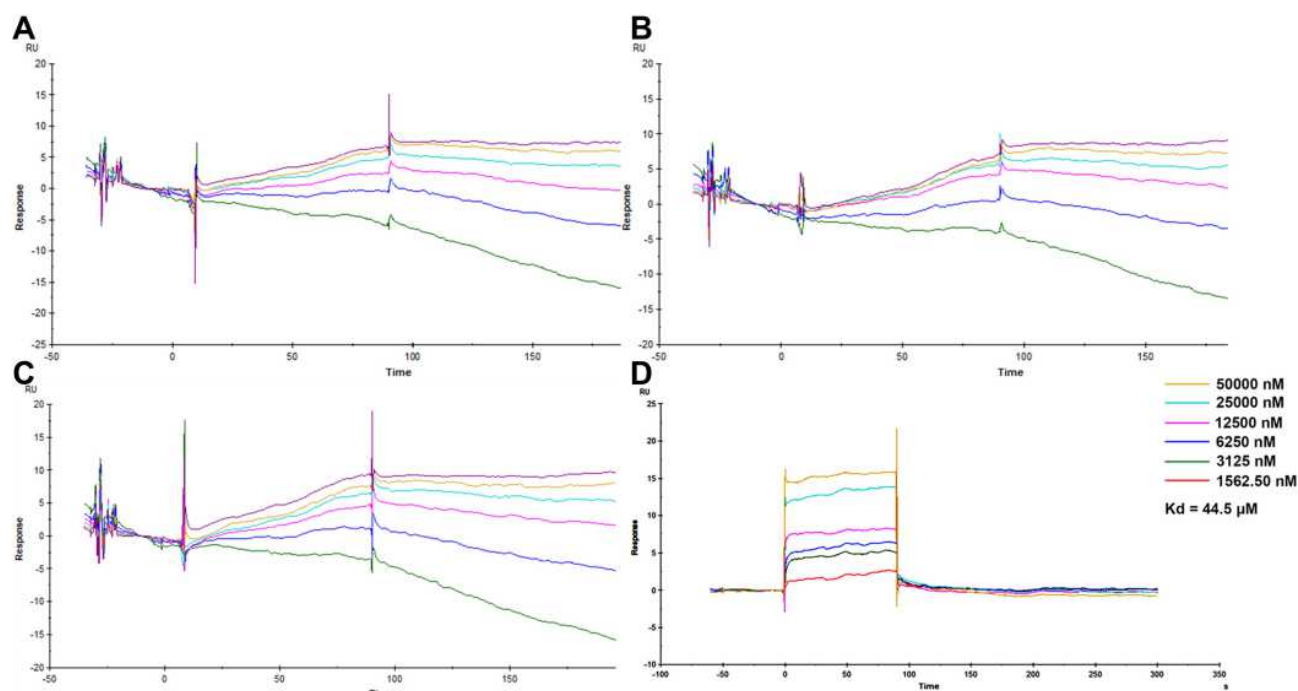 A
RU
20
15
10
5
0
-5
-10
-15
-20
-25
Response
-50
0
50
100
150
Time
B
RU
20
15
10
5
0
-5
-10
-15
-20
Response
-50
0
50
100
150
Time
C
RU
20
15
10
5
0
-5
-10
-15
-20
Response
-50
0
50
100
150
D
RU
25
20
15
10
5
0
-5
-10
Response
-100
-50
0
50
100
150
200
250
300
350
Time
s
50000 nM
25000 nM
12500 nM
6250 nM
3125 nM
1562.50 nM
Kd = 44.5 µM